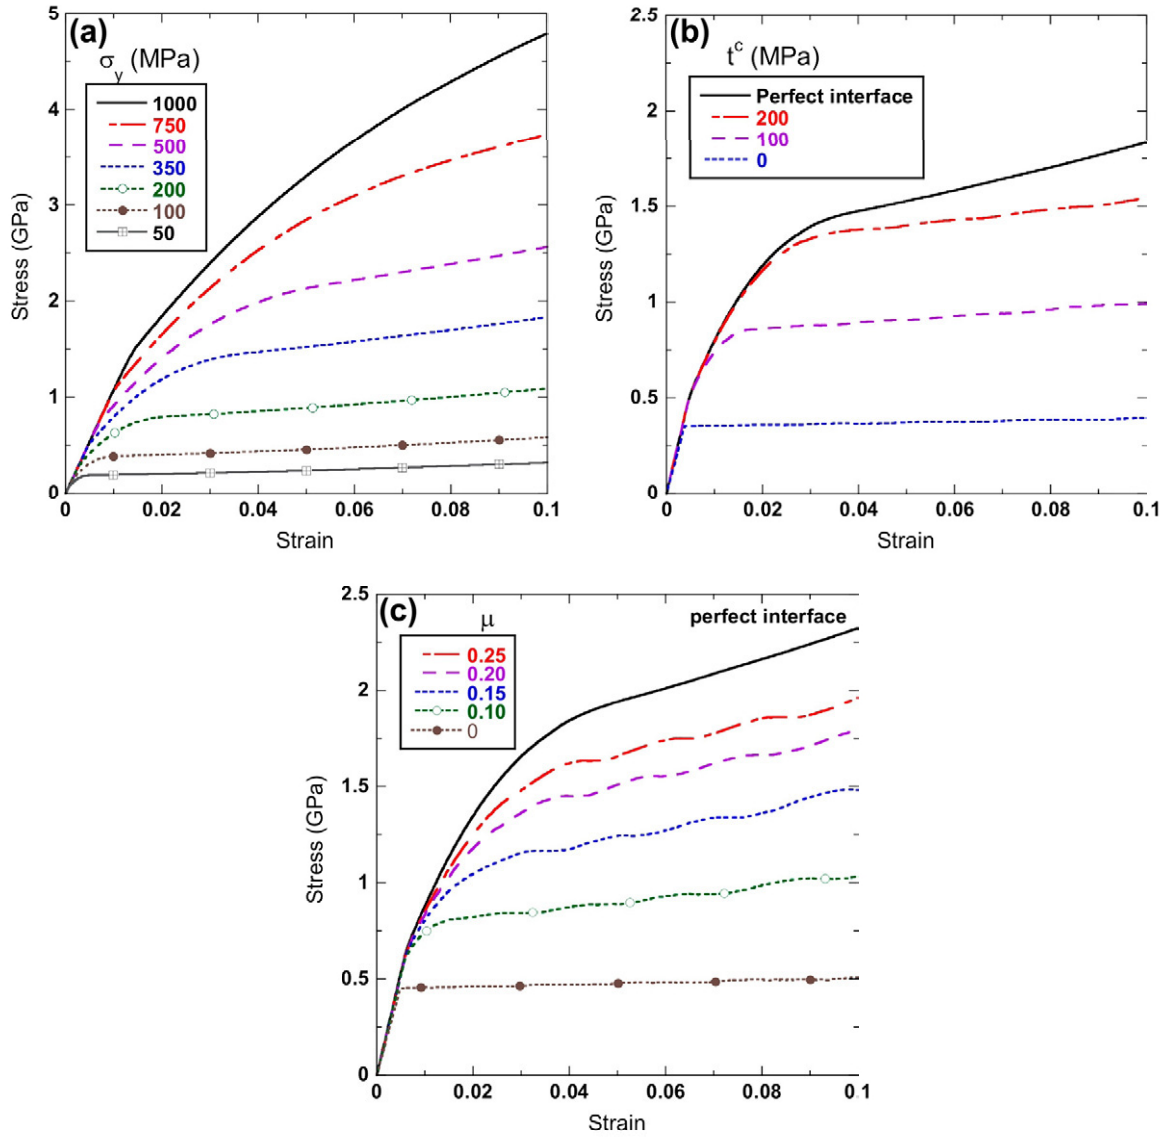 (a)
σy (MPa)
1000
750
500
350
200
100
50
5
4
3
2
1
0
Stress (GPa)
0 0.02 0.04 0.06 0.08 0.1
Strain
(b)
tᶜ (MPa)
Perfect interface
200
100
0
2.5
2
1.5
1
0.5
0
Stress (GPa)
0 0.02 0.04 0.06 0.08 0.1
Strain
(c)
perfect interface
μ
0.25
0.20
0.15
0.10
0
2.5
2
1.5
1
0.5
0
Stress (GPa)
0 0.02 0.04 0.06 0.08 0.1
Strain